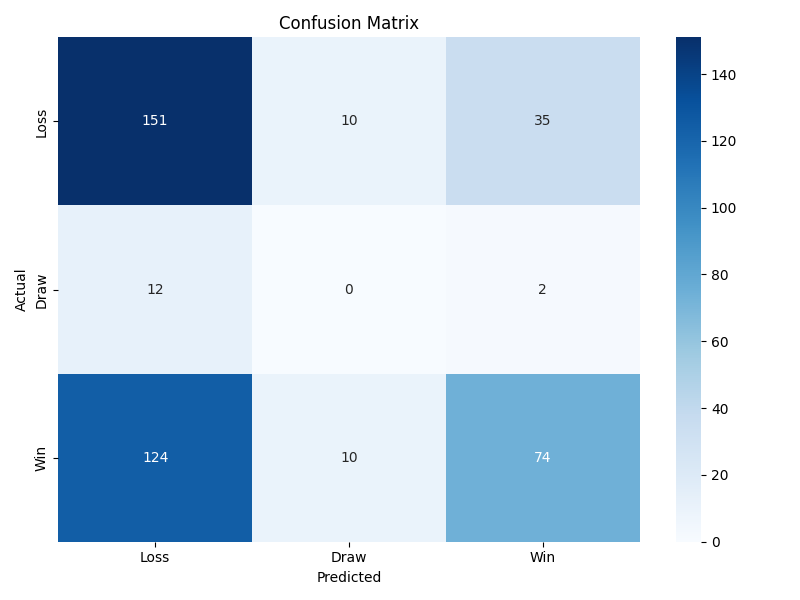 Confusion Matrix
Actual
Loss
151 10 35
Draw
12 0 2
Win
124 10 74
Loss Draw Win
Predicted
140
120
100
80
60
40
20
0